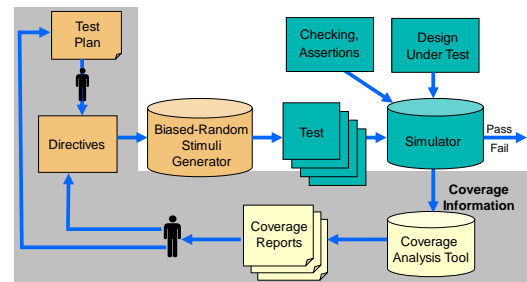 Test
Plan
Checking,
Assertions
Design
Under Test
Directives
Biased-Random
Stimuli
Generator
Test
Simulator
Pass
Fail
Coverage
Information
Coverage
Reports
Coverage
Analysis Tool